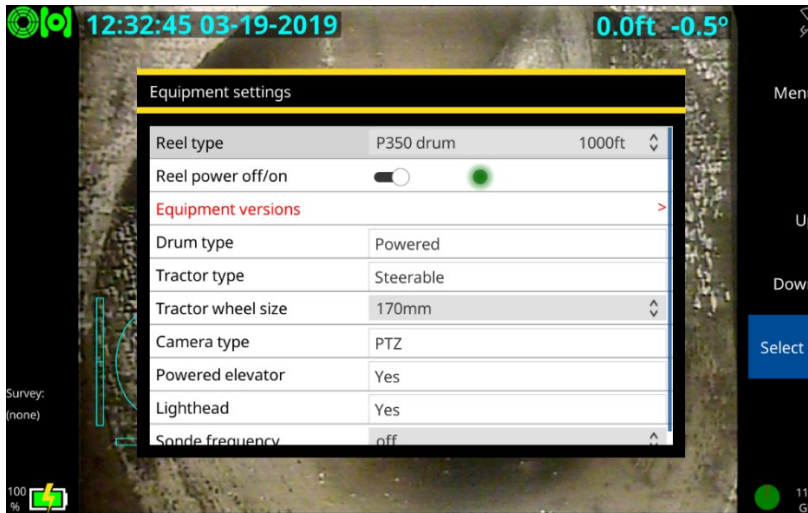 12:32:45 03-19-2019 0.0ft -0.5º
Equipment settings
Reel type P350 drum 1000ft
Reel power off/on
Equipment versions >
Drum type Powered
Tractor type Steerable
Tractor wheel size 170mm
Camera type PTZ
Powered elevator Yes
Lighthead Yes
Sonde frequency off
Select
Survey:
(none)
100
%